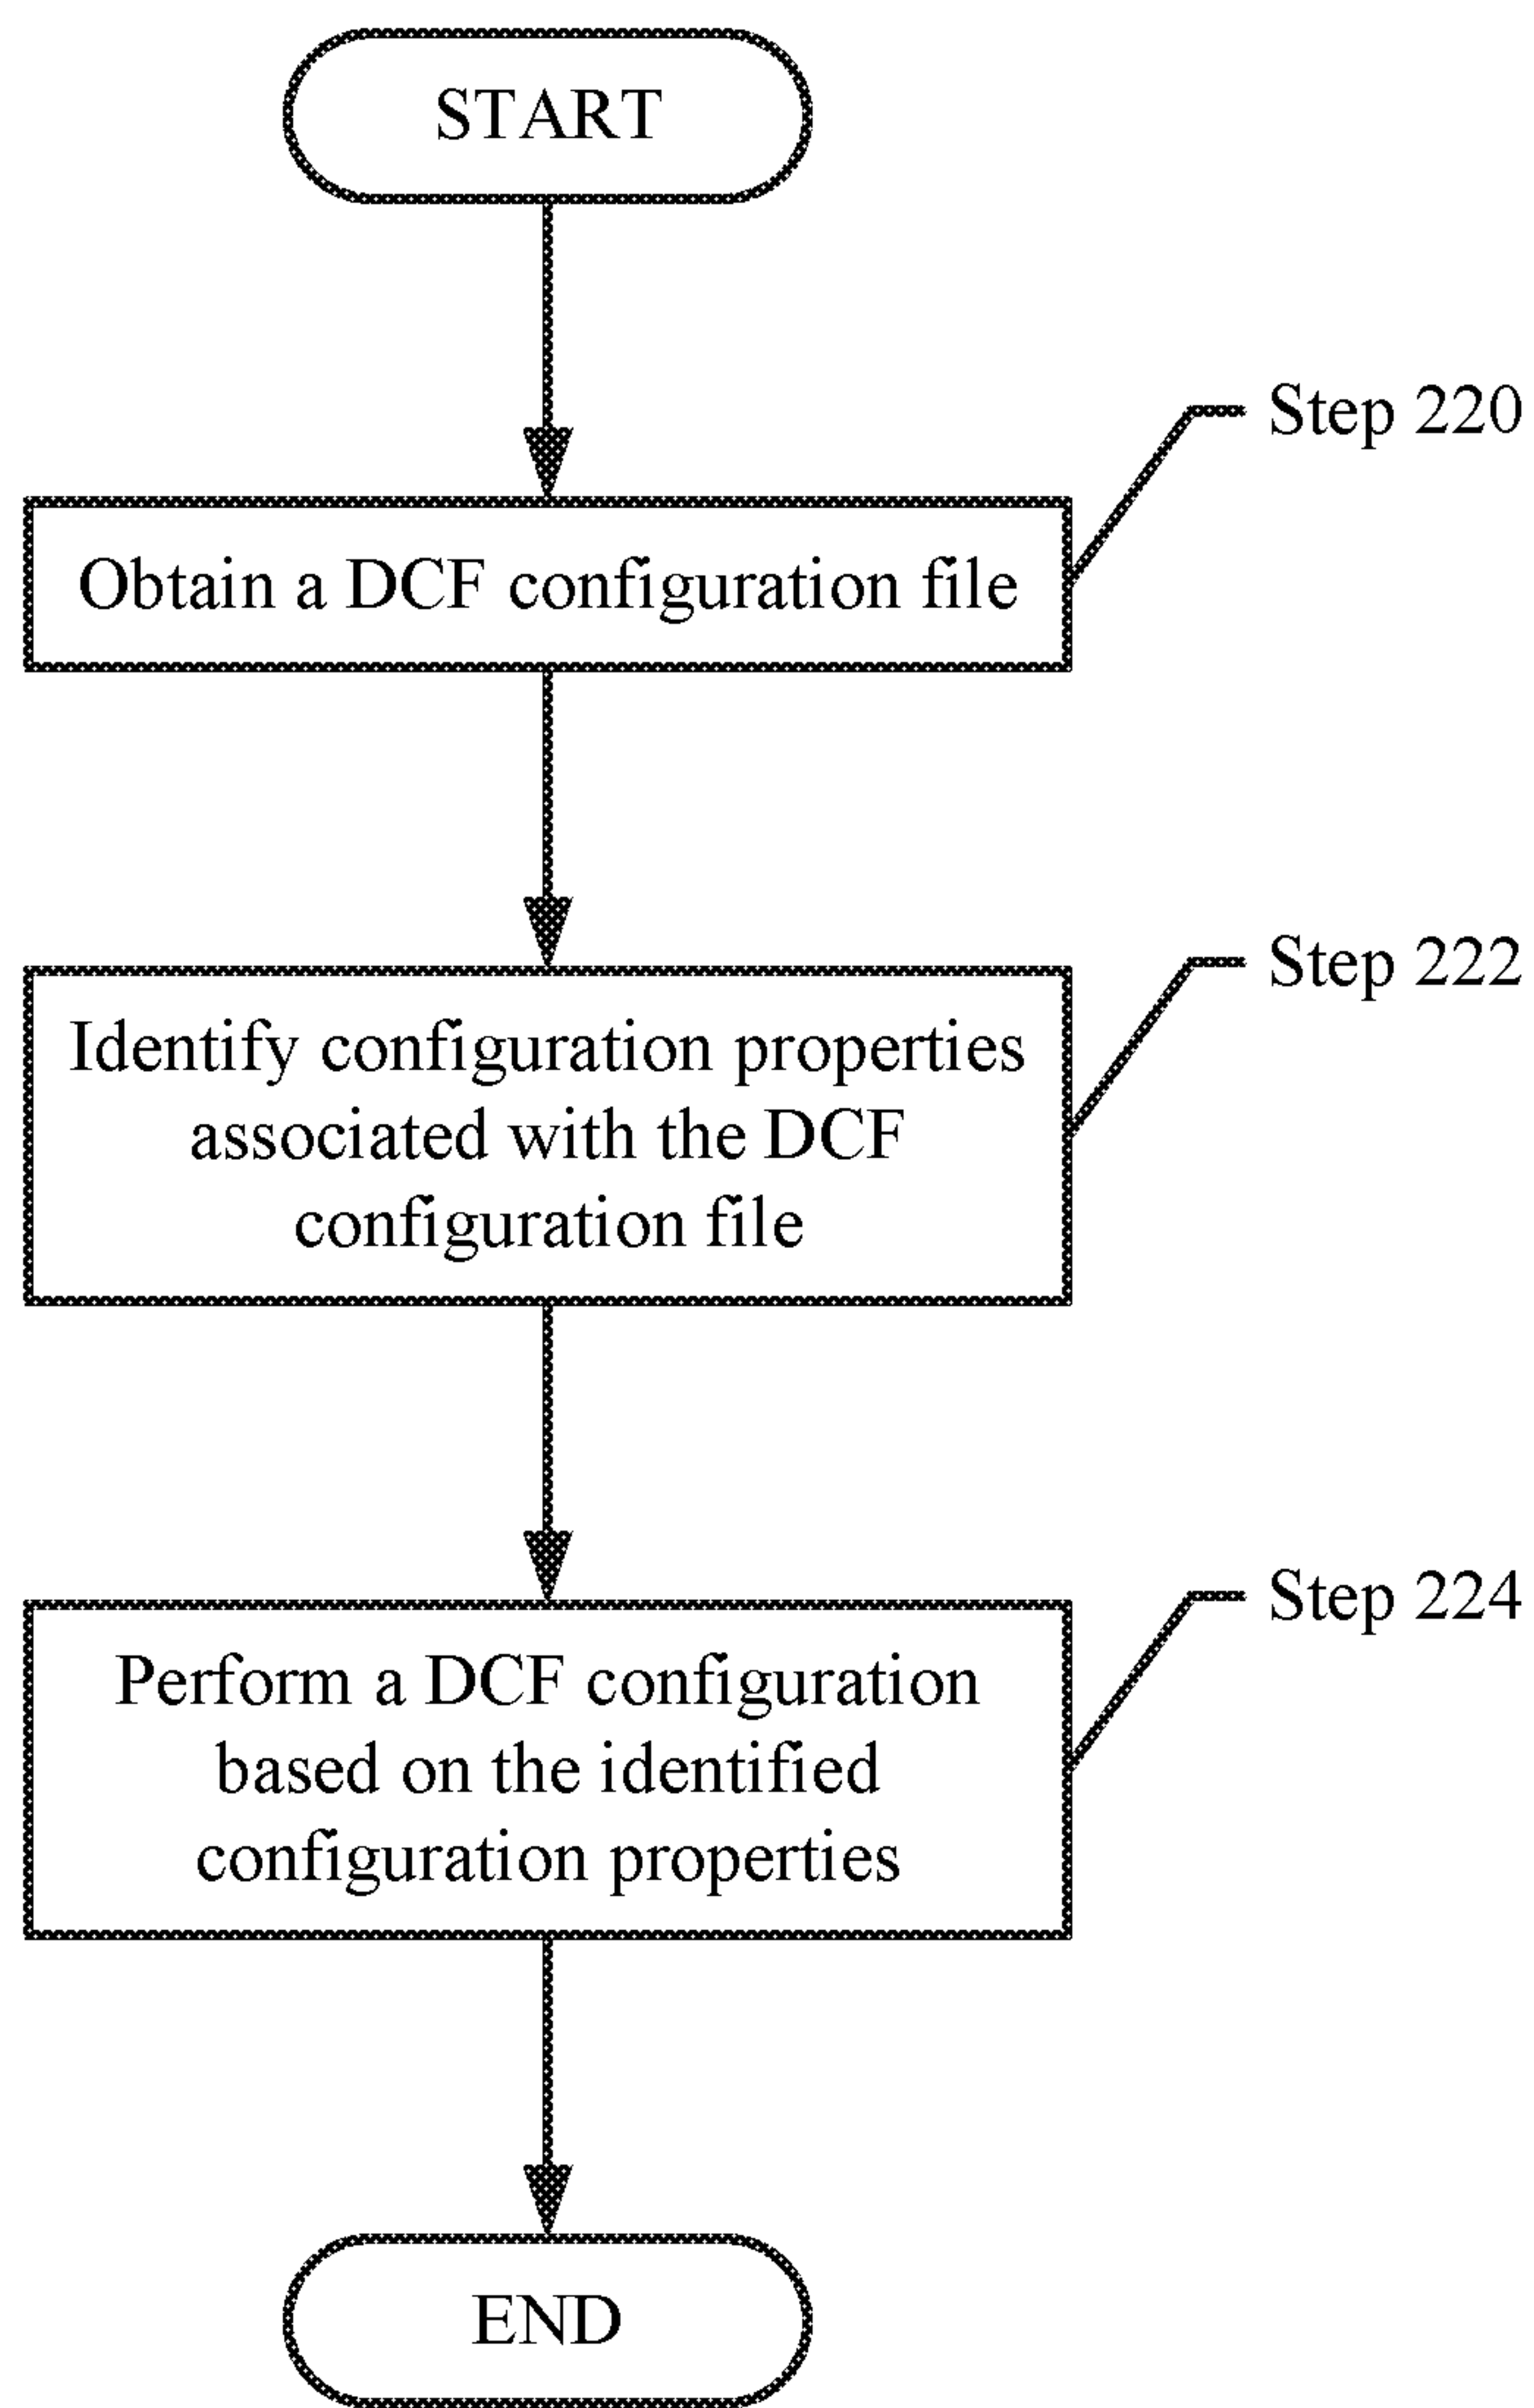 START
Step 220
Obtain a DCF configuration file
Step 222
Identify configuration properties
associated with the DCF
configuration file
Step 224
Perform a DCF configuration
based on the identified
configuration properties
END